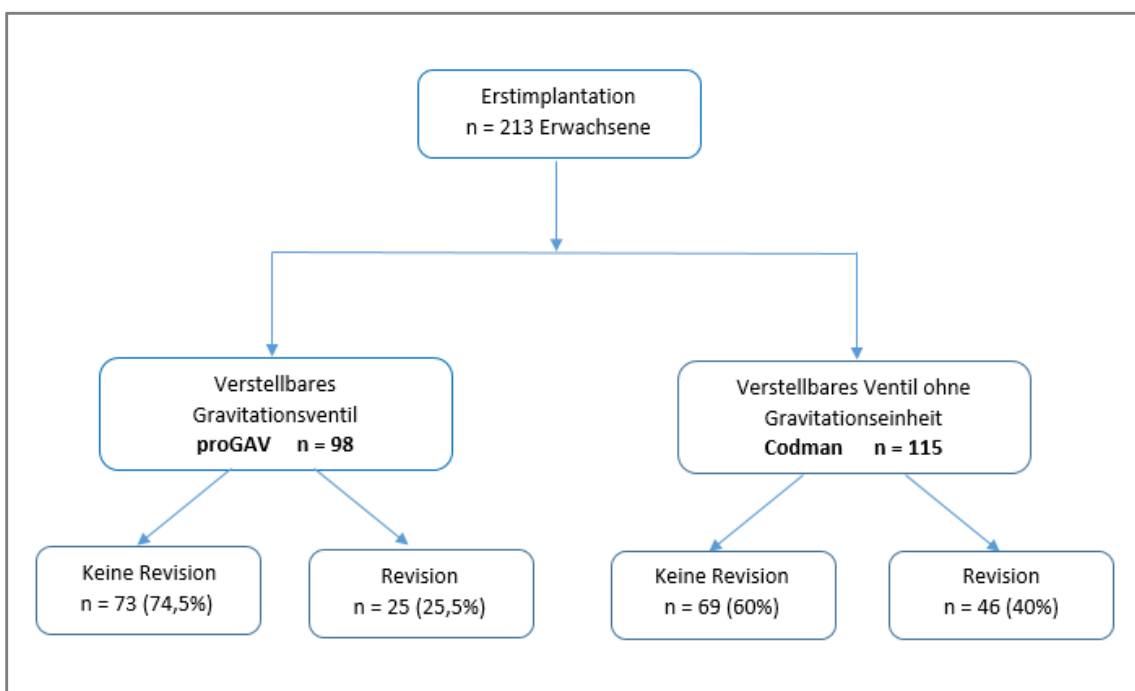 Erstimplantation
n = 213 Erwachsene
Verstellbares
Gravitationsventil
proGAV n = 98
Verstellbares Ventil ohne
Gravitationseinheit
Codman n = 115
Keine Revision
n = 73 (74,5%)
Revision
n = 25 (25,5%)
Keine Revision
n = 69 (60%)
Revision
n = 46 (40%)